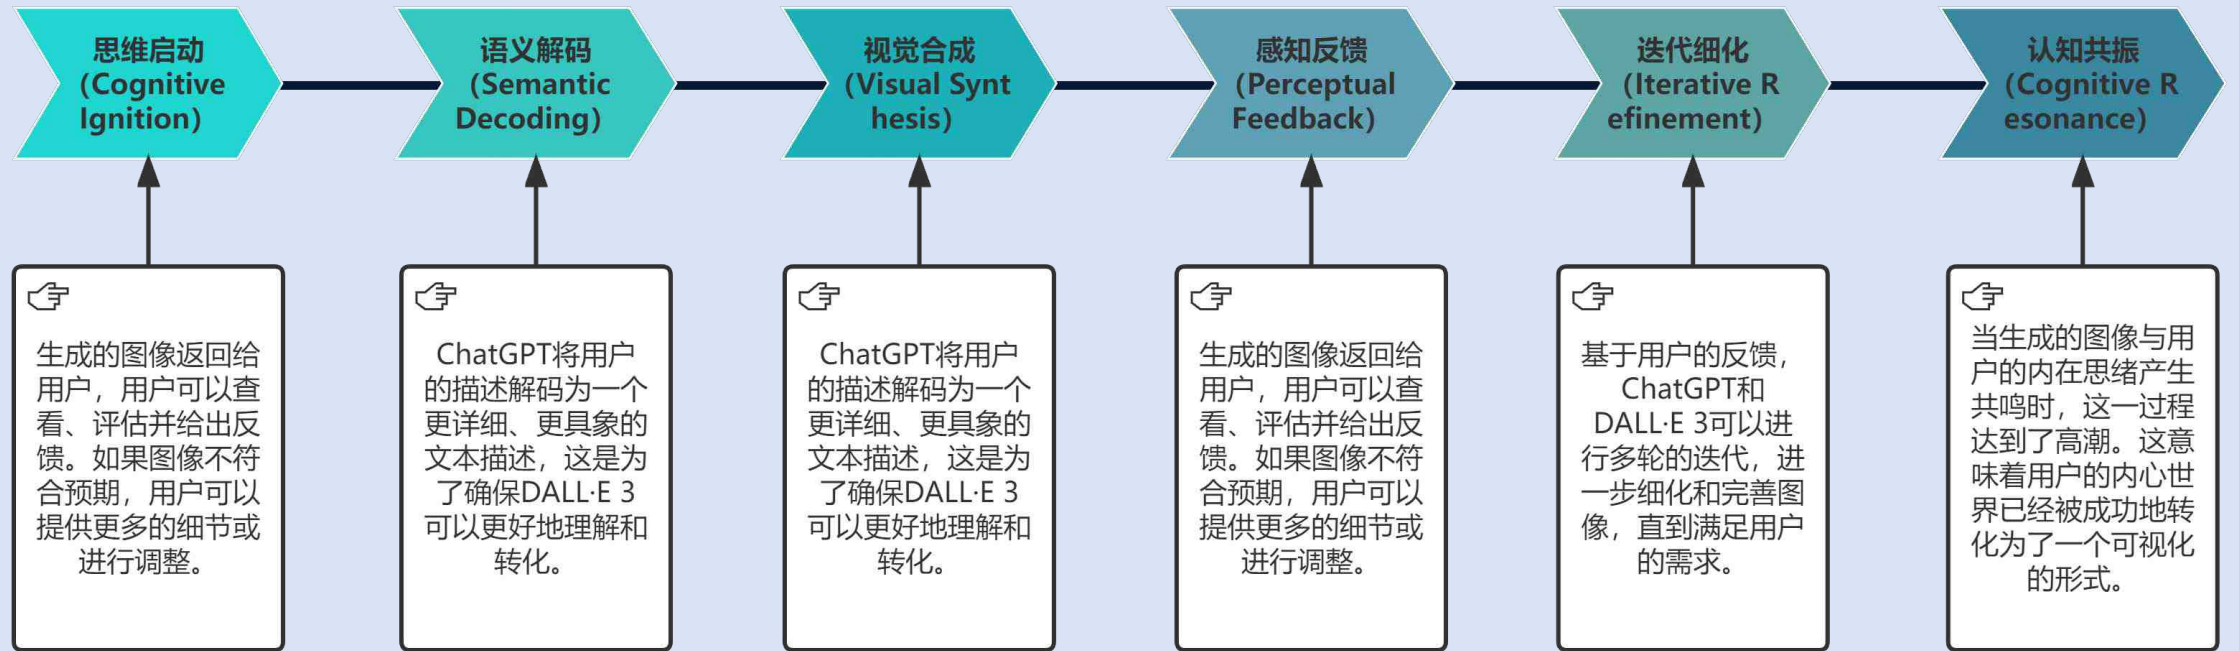 思维启动
（Cognitive
Ignition）
语义解码
（Semantic
Decoding）
视觉合成
（Visual Synt
hesis）
感知反馈
（Perceptual
Feedback）
迭代细化
（Iterative R
efinement）
认知共振
（Cognitive R
esonance）
生成的图像返回给
用户，用户可以查
看、评估并给出反
馈。如果图像不符
合预期，用户可以
提供更多的细节或
进行调整。
ChatGPT将用户
的描述解码为一个
更详细、更具象的
文本描述，这是为
了确保DALL·E 3
可以更好地理解和
转化。
ChatGPT将用户
的描述解码为一个
更详细、更具象的
文本描述，这是为
了确保DALL·E 3
可以更好地理解和
转化。
生成的图像返回给
用户，用户可以查
看、评估并给出反
馈。如果图像不符
合预期，用户可以
提供更多的细节或
进行调整。
基于用户的反馈，
ChatGPT和
DALL·E 3可以进
行多轮的迭代，进
一步细化和完善图
像，直到满足用户
的需求。
当生成的图像与用
户的内在思绪产生
共鸣时，这一过程
达到了高潮。这意
味着用户的内心世
界已经被成功地转
化为了一个可视化
的形式。